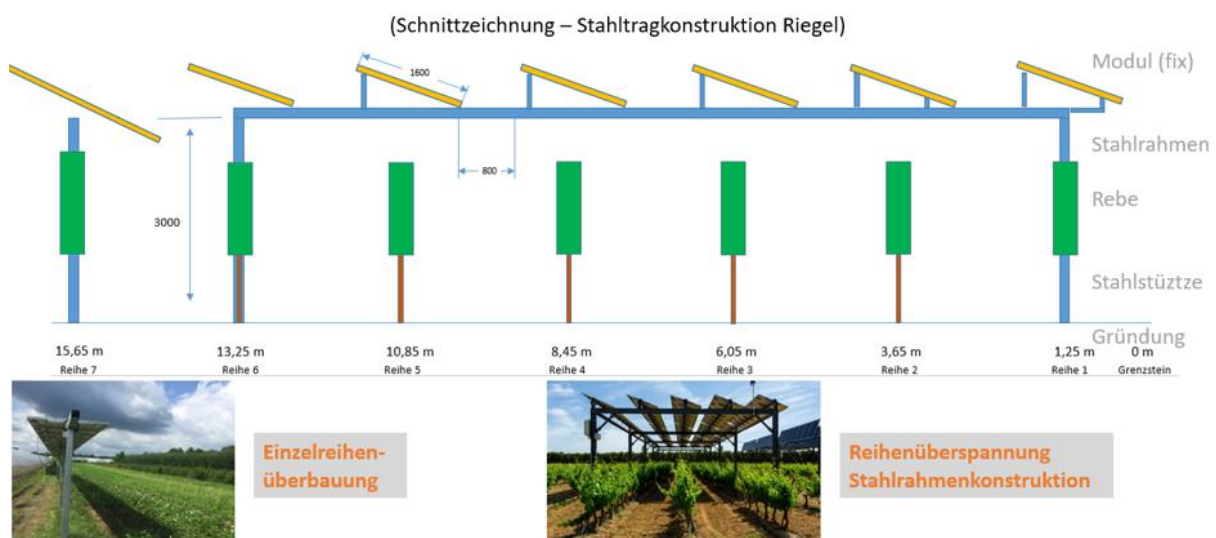 (Schnittzeichnung – Stahltragkonstruktion Riegel)
Modul (fix)
1600
Stahlrahmen
800
Rebe
3000
Stahlstüztze
Gründung
15,65 m 13,25 m 10,85 m 8,45 m 6,05 m 3,65 m 1,25 m 0 m
Reihe 7 Reihe 6 Reihe 5 Reihe 4 Reihe 3 Reihe 2 Reihe 1 Grenzstein
Einzelreihen-
überbauung
Reihenüberspannung
Stahlrahmenkonstruktion